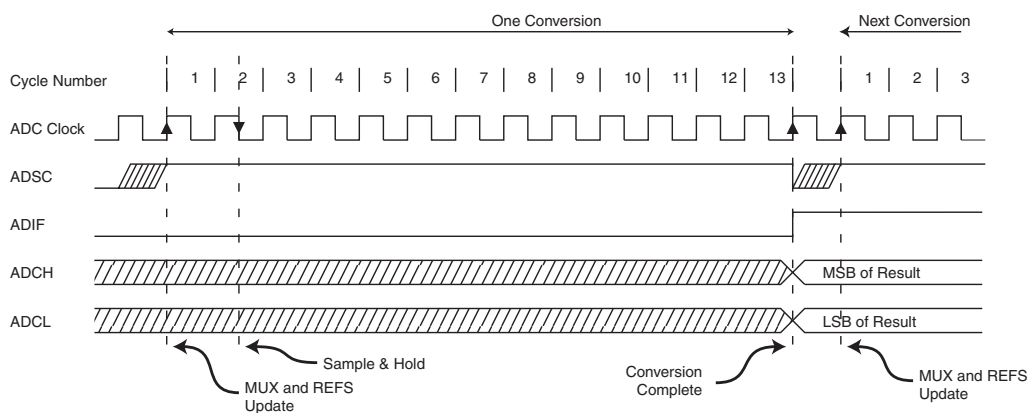 One Conversion
Next Conversion
Cycle Number 1 2 3 4 5 6 7 8 9 10 11 12 13 1 2 3
ADC Clock
ADSC
ADIF
ADCH MSB of Result
ADCL LSB of Result
Sample & Hold
MUX and REFS
Update
Conversion
Complete
MUX and REFS
Update